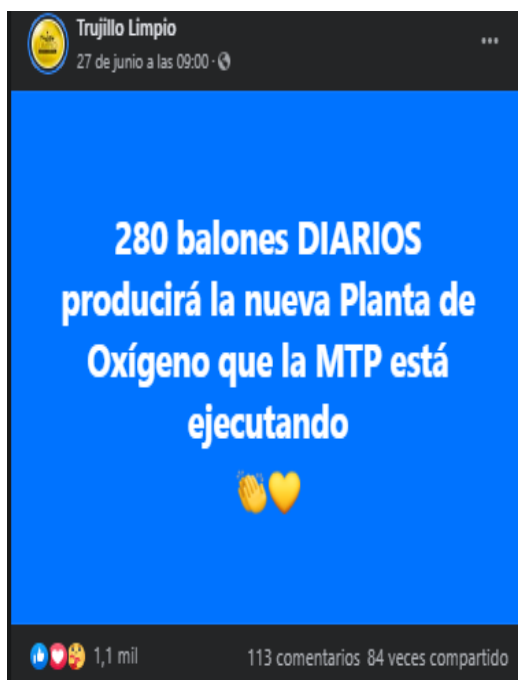 Trujillo Limpio
27 de junio a las 09:00 ·
280 balones DIARIOS
producirá la nueva Planta de
Oxígeno que la MTP está
ejecutando
👏💛
1,1 mil
113 comentarios 84 veces compartido